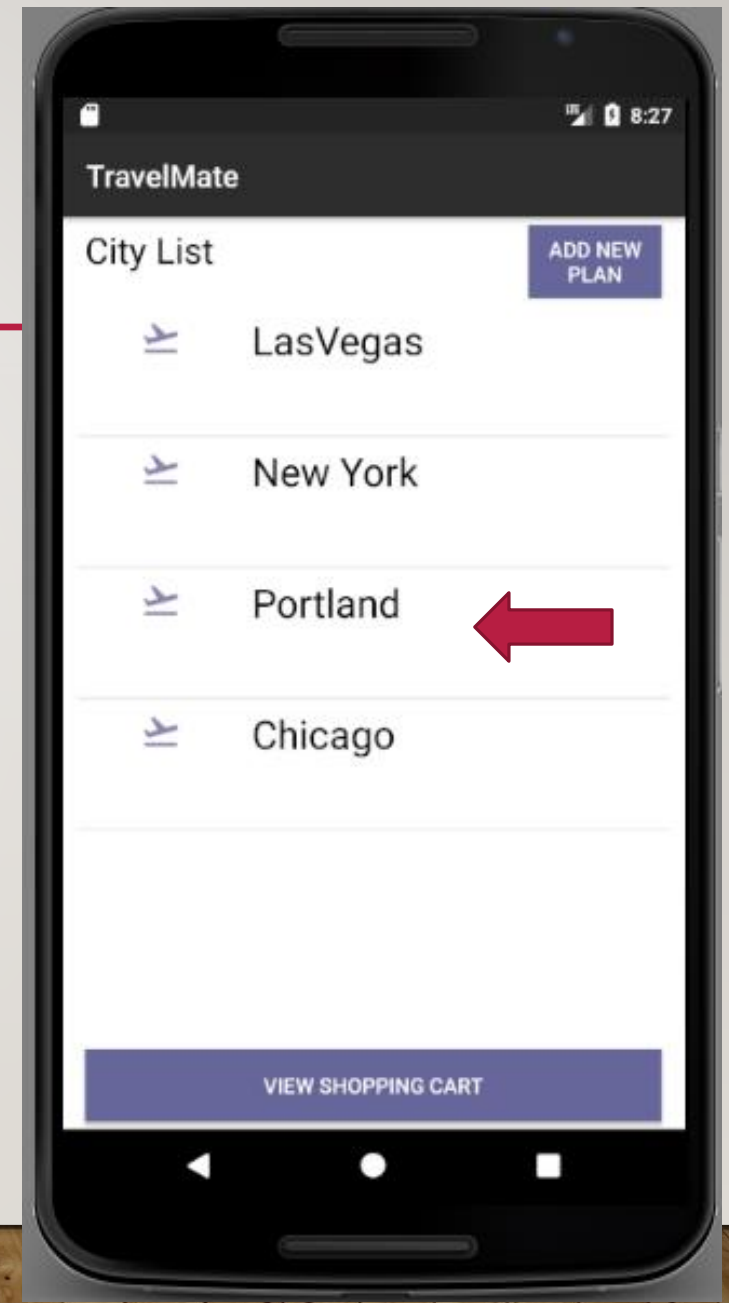 8:27
TravelMate
City List
ADD NEW
PLAN
LasVegas
New York
Portland
Chicago
VIEW SHOPPING CART